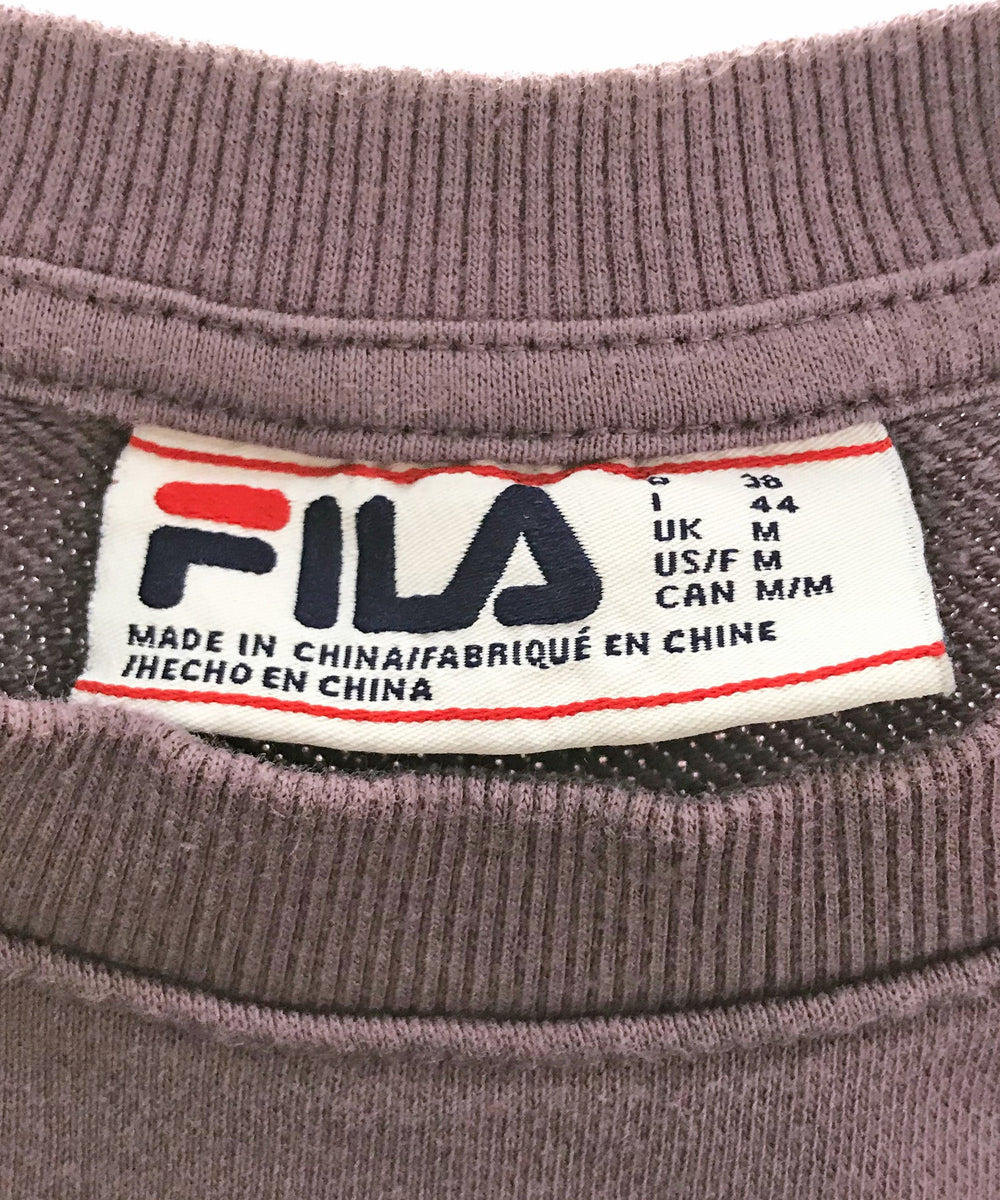 FILA
38
I 44
UK M
US/F M
CAN M/M
MADE IN CHINA/FABRIQUÉ EN CHINE
/HECHO EN CHINA